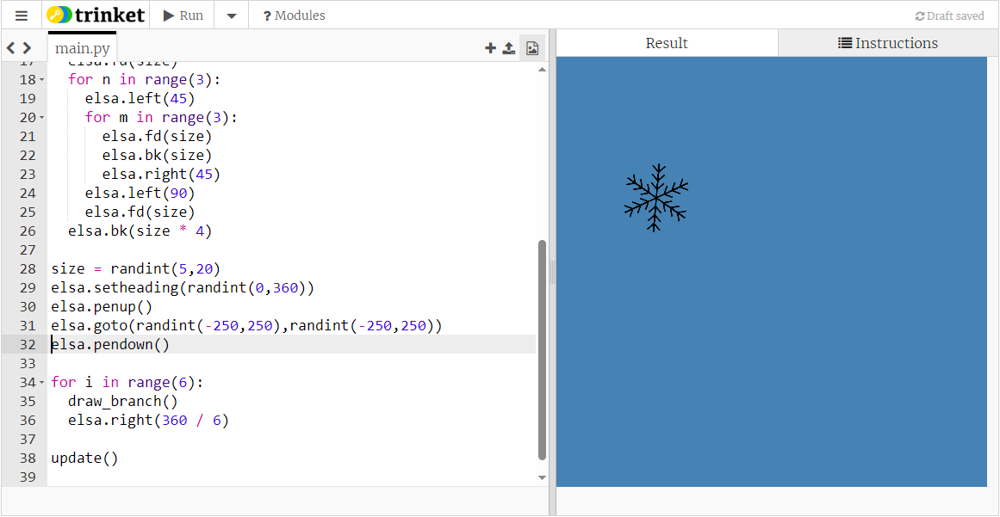 trinket Run ? Modules Draft saved
main.py Result Instructions
17 elsa.fd(size)
18 for n in range(3):
19 elsa.left(45)
20 for m in range(3):
21 elsa.fd(size)
22 elsa.bk(size)
23 elsa.right(45)
24 elsa.left(90)
25 elsa.fd(size)
26 elsa.bk(size * 4)
27
28 size = randint(5,20)
29 elsa.setheading(randint(0,360))
30 elsa.penup()
31 elsa.goto(randint(-250,250),randint(-250,250))
32 elsa.pendown()
33
34 for i in range(6):
35 draw_branch()
36 elsa.right(360 / 6)
37
38 update()
39